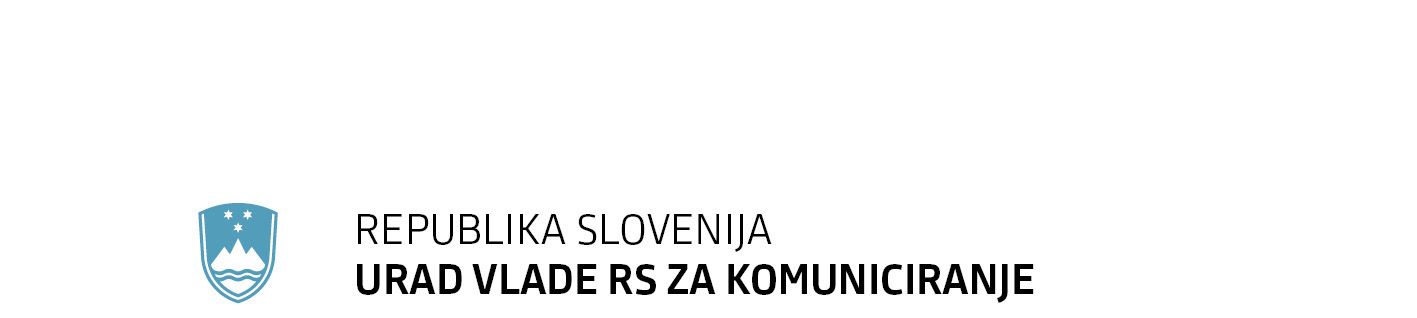 REPUBLIKA SLOVENIJA
URAD VLADE RS ZA KOMUNICIRANJE